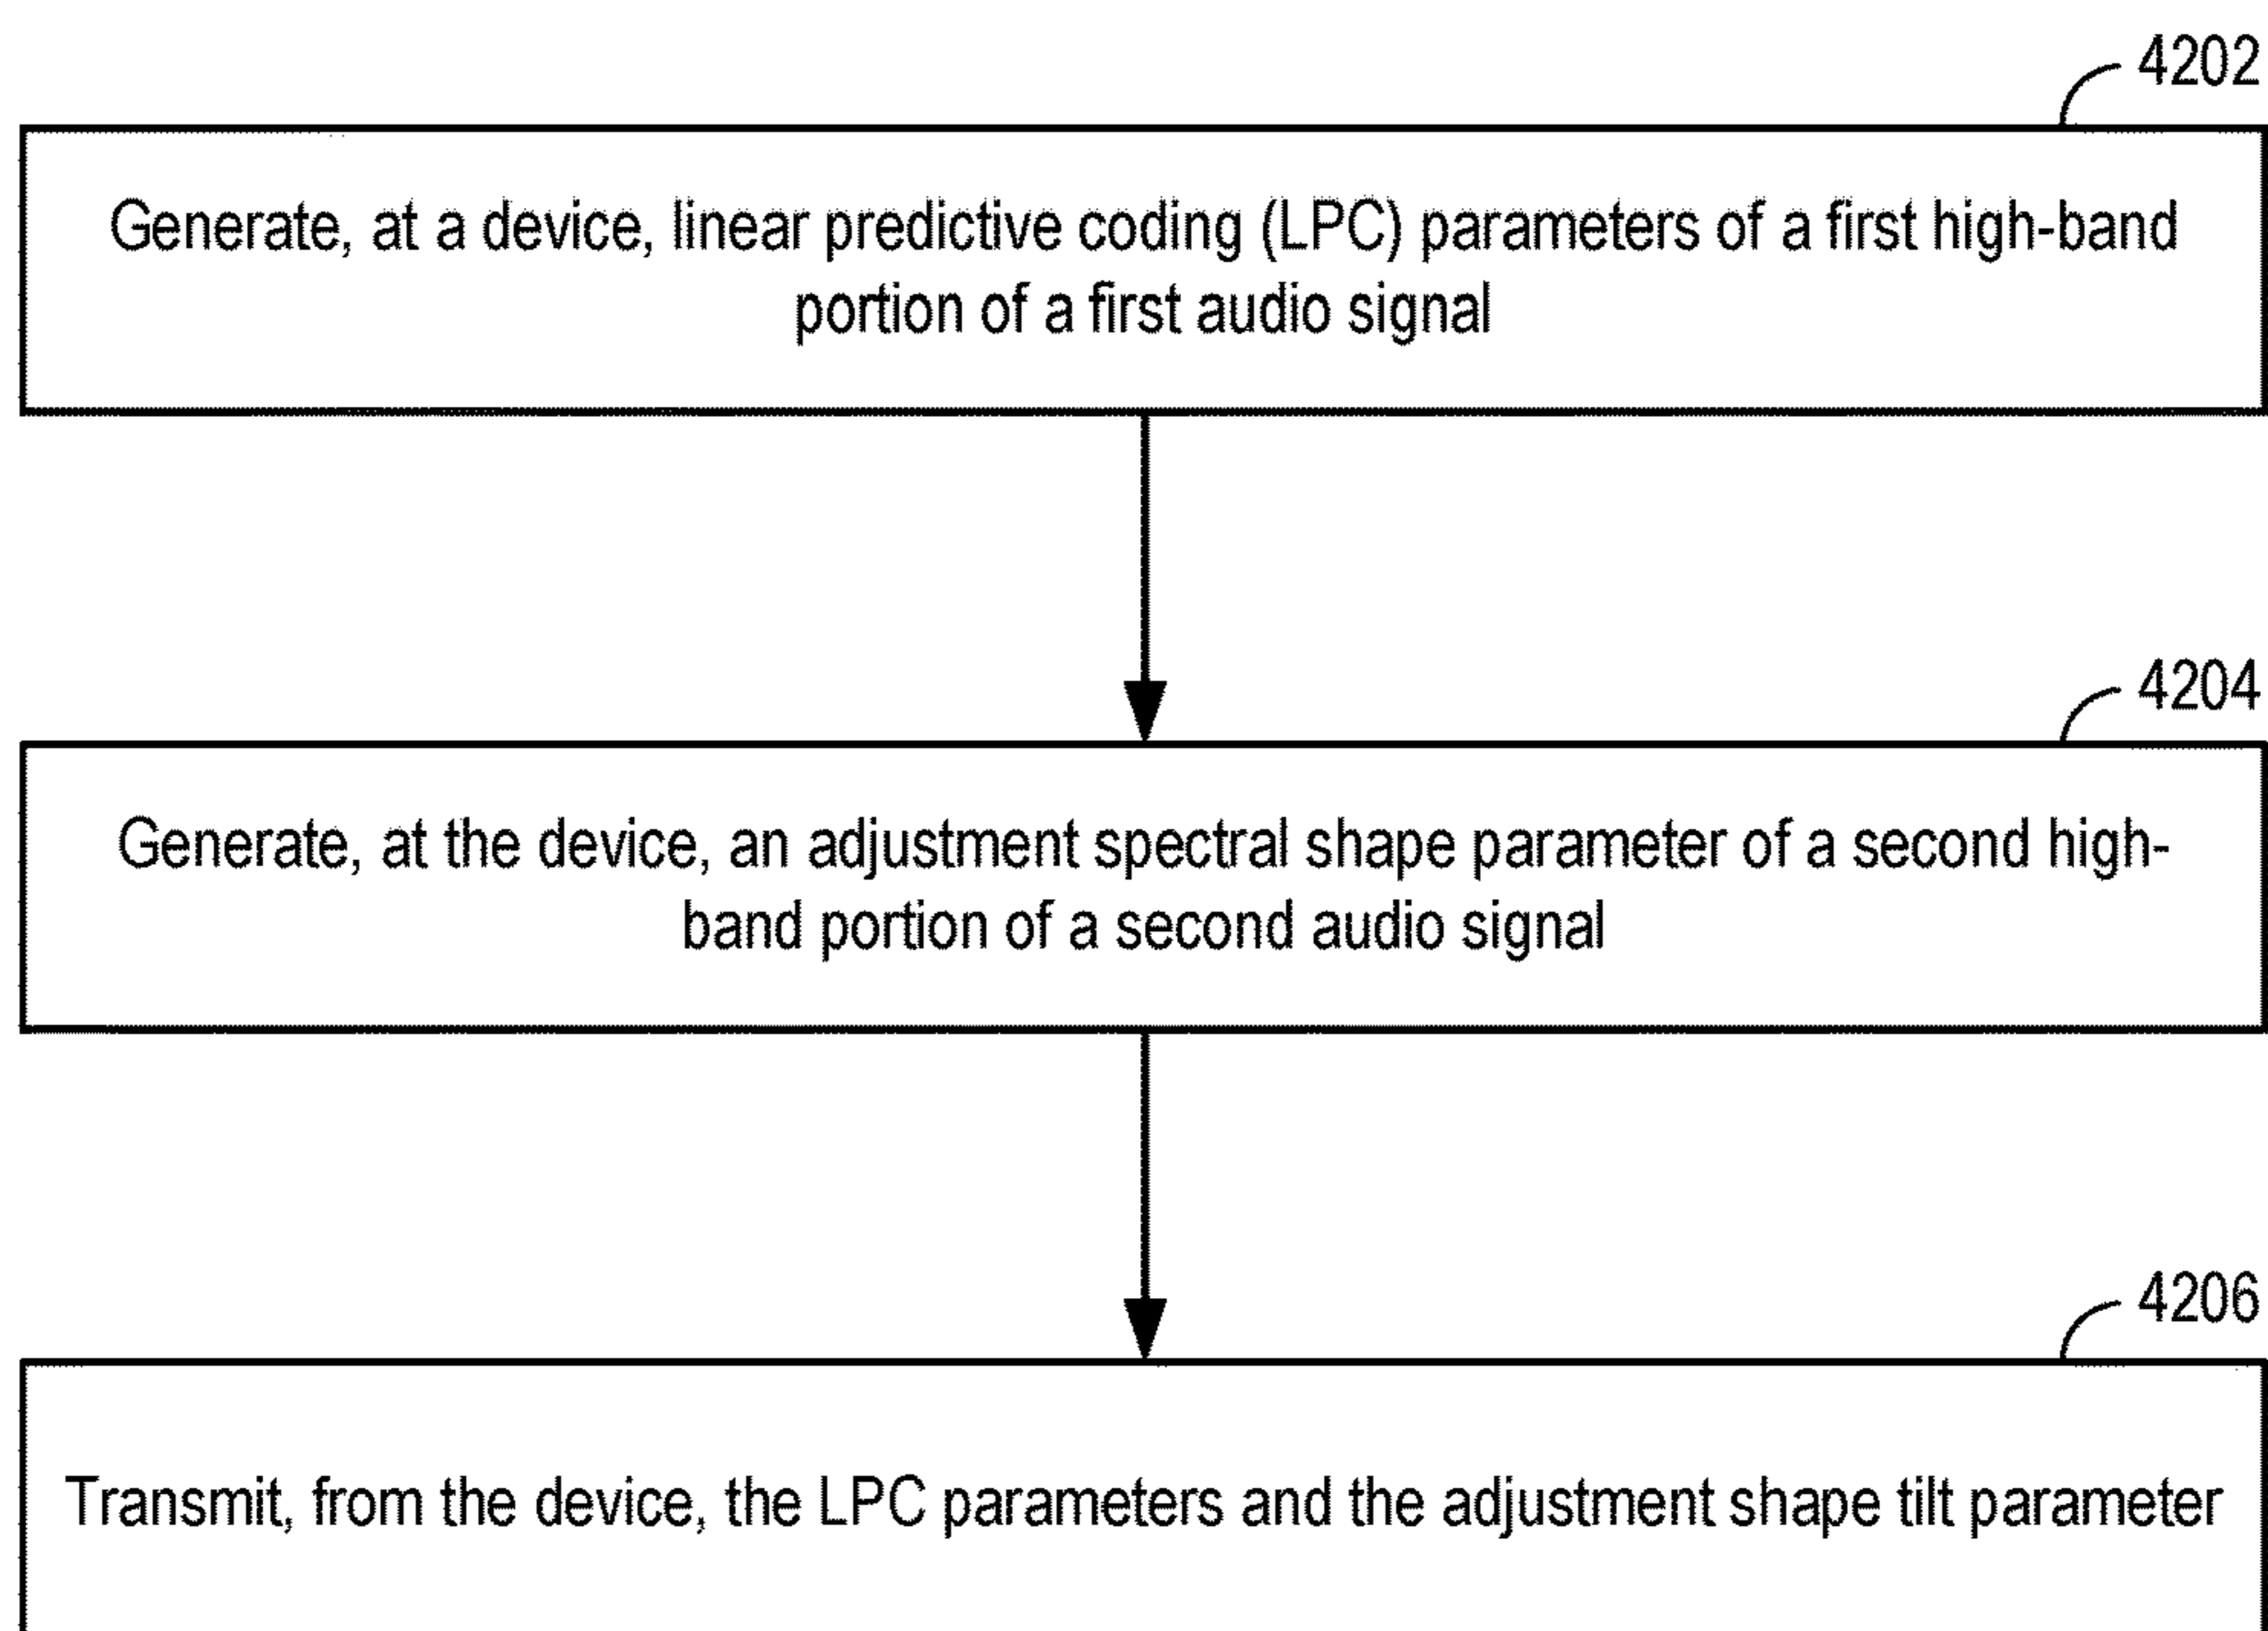 4202
Generate, at a device, linear predictive coding (LPC) parameters of a first high-band
portion of a first audio signal
4204
Generate, at the device, an adjustment spectral shape parameter of a second high-
band portion of a second audio signal
4206
Transmit, from the device, the LPC parameters and the adjustment shape tilt parameter